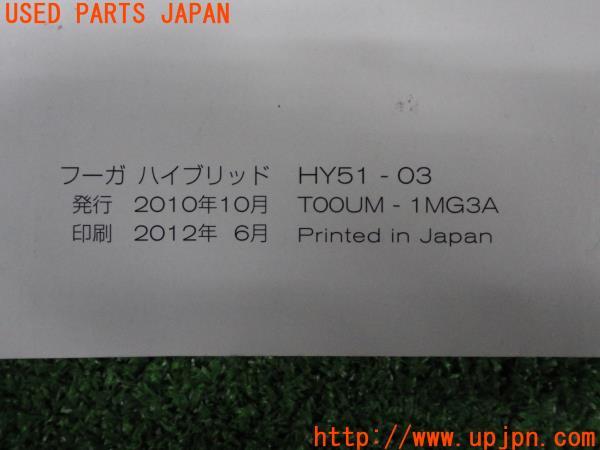 USED PARTS JAPAN
フーガ ハイブリッド HY51 - 03
発行 2010年10月 T00UM - 1MG3A
印刷 2012年 6月 Printed in Japan
http://www.upjpn.com/